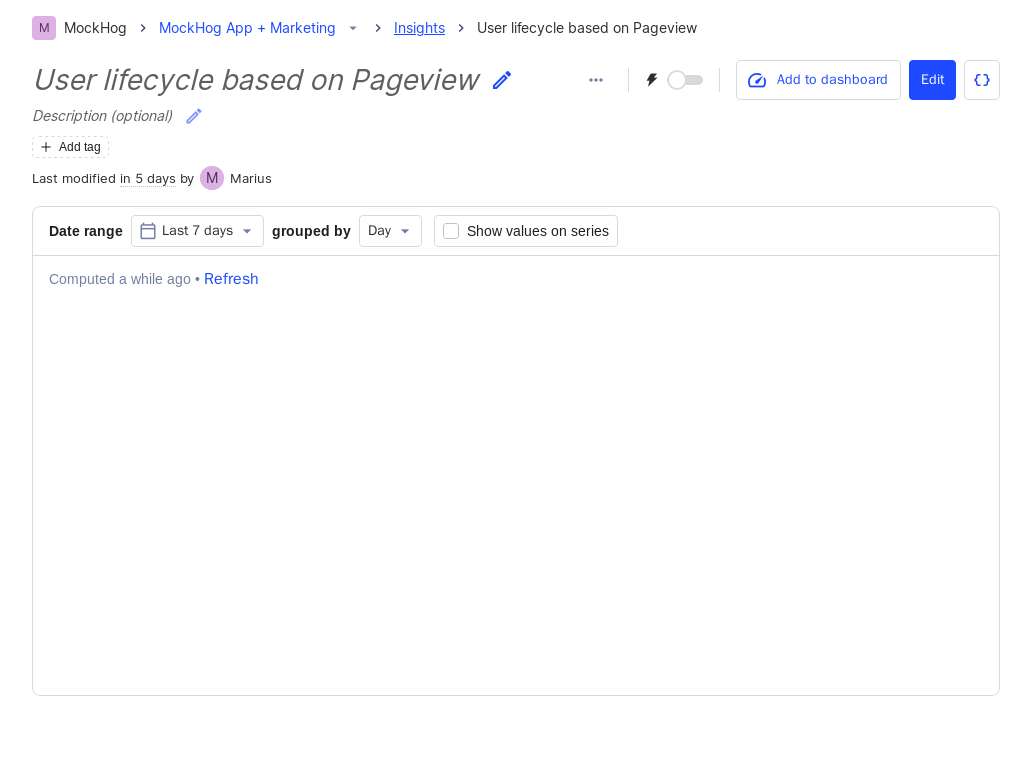 M MockHog > MockHog App + Marketing > Insights > User lifecycle based on Pageview
User lifecycle based on Pageview
Add to dashboard
Edit
{}
Description (optional)
+ Add tag
Last modified in 5 days by M Marius
Date range Last 7 days grouped by Day Show values on series
Computed a while ago • Refresh